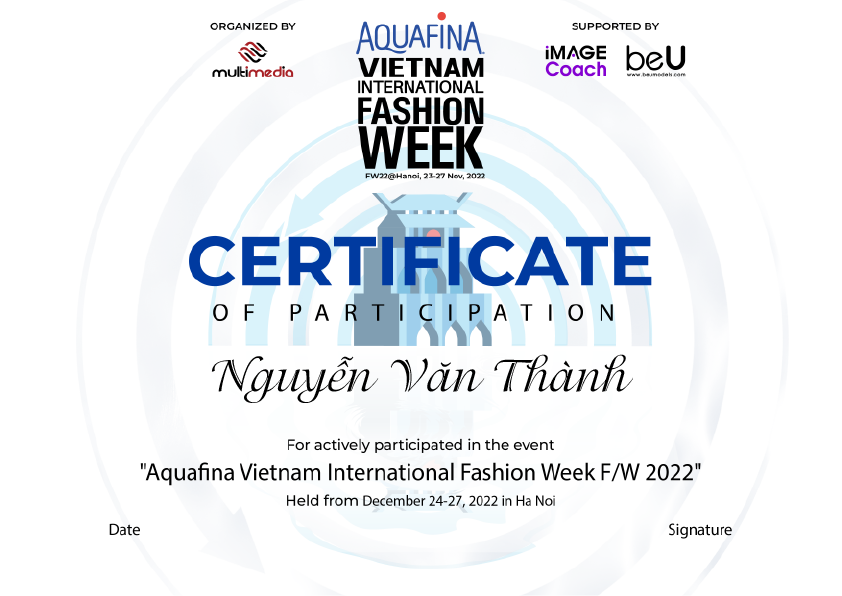 ORGANIZED BY
multimedia
AQUAFINA
VIETNAM
INTERNATIONAL
FASHION
WEEK
FW22@Hanoi, 23-27 Nov, 2022
SUPPORTED BY
iMAGE
Coach
beU
www.beumodels.com
CERTIFICATE
OF PARTICIPATION
Nguyễn Văn Thành
For actively participated in the event
"Aquafina Vietnam International Fashion Week F/W 2022"
Held from December 24-27, 2022 in Ha Noi
Date
Signature